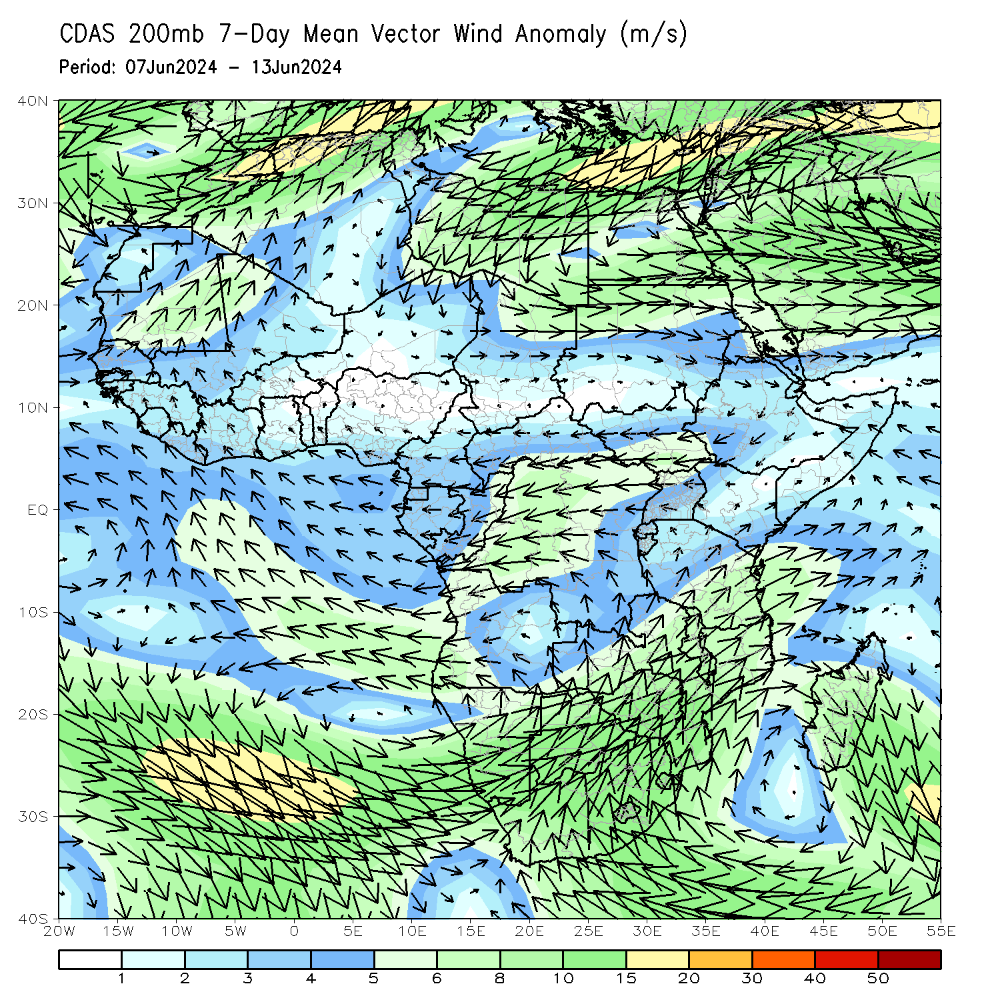 CDAS 200mb 7-Day Mean Vector Wind Anomaly (m/s)
Period: 07Jun2024 - 13Jun2024
40N
30N
20N
10N
EQ
10S
20S
30S
40S
20W 15W 10W 5W 0 5E 10E 15E 20E 25E 30E 35E 40E 45E 50E 55E
1 2 3 4 5 6 8 10 15 20 30 40 50